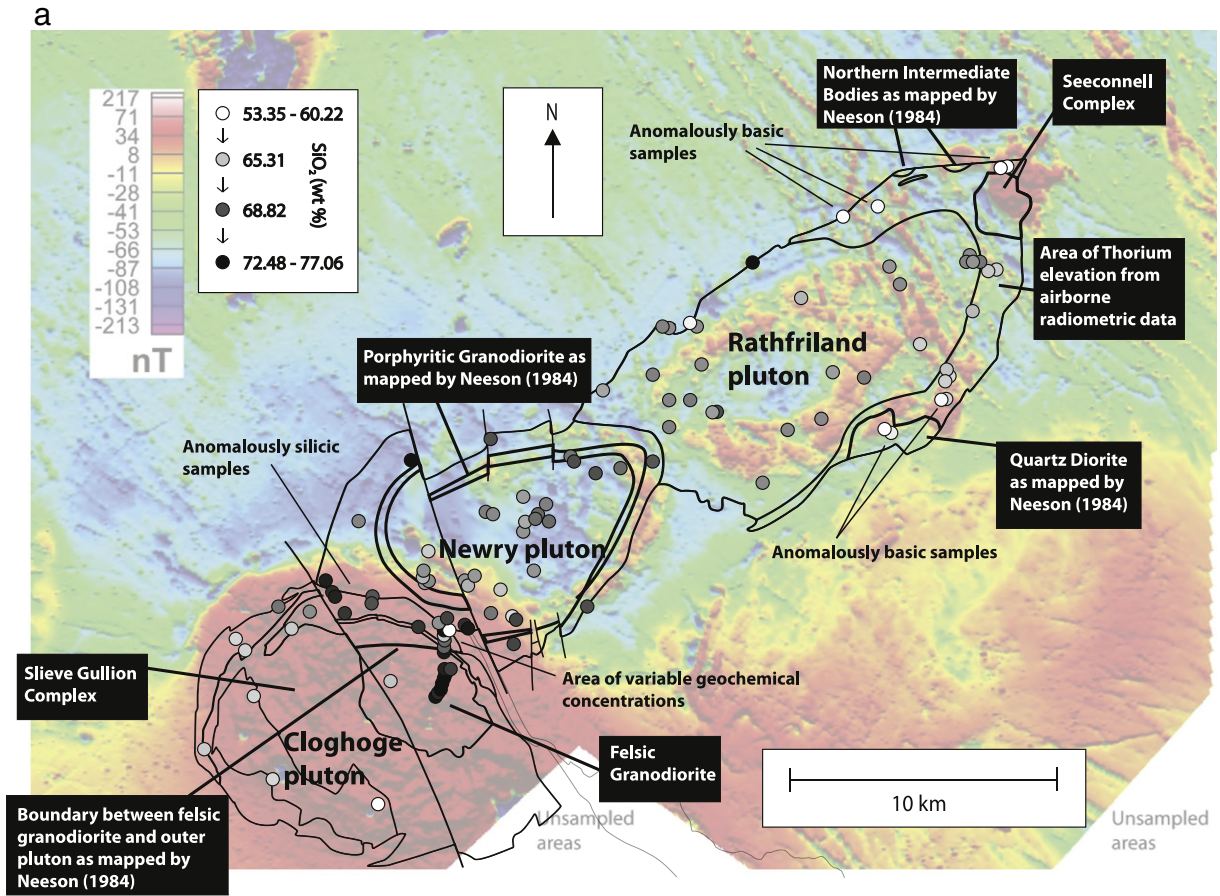 a
217
71
34
8
-11
-28
-41
-53
-66
-87
-108
-131
-213
nT
53.35 - 60.22
65.31
68.82
72.48 - 77.06
SIO₂ (wt %)
N
Anomalously basic
samples
Northern Intermediate
Bodies as mapped by
Neeson (1984)
Seeconnell
Complex
Area of Thorium
elevation from
airborne
radiometric data
Porphyritic Granodiorite as
mapped by Neeson (1984)
Rathfriland
pluton
Anomalously silicic
samples
Quartz Diorite
as mapped by
Neeson (1984)
Newry pluton
Anomalously basic samples
Slieve Gullion
Complex
Area of variable geochemical
concentrations
Cloghoge
pluton
Felsic
Granodiorite
Boundary between felsic
granodiorite and outer
pluton as mapped by
Neeson (1984)
10 km
Unsampled
areas
Unsampled
areas